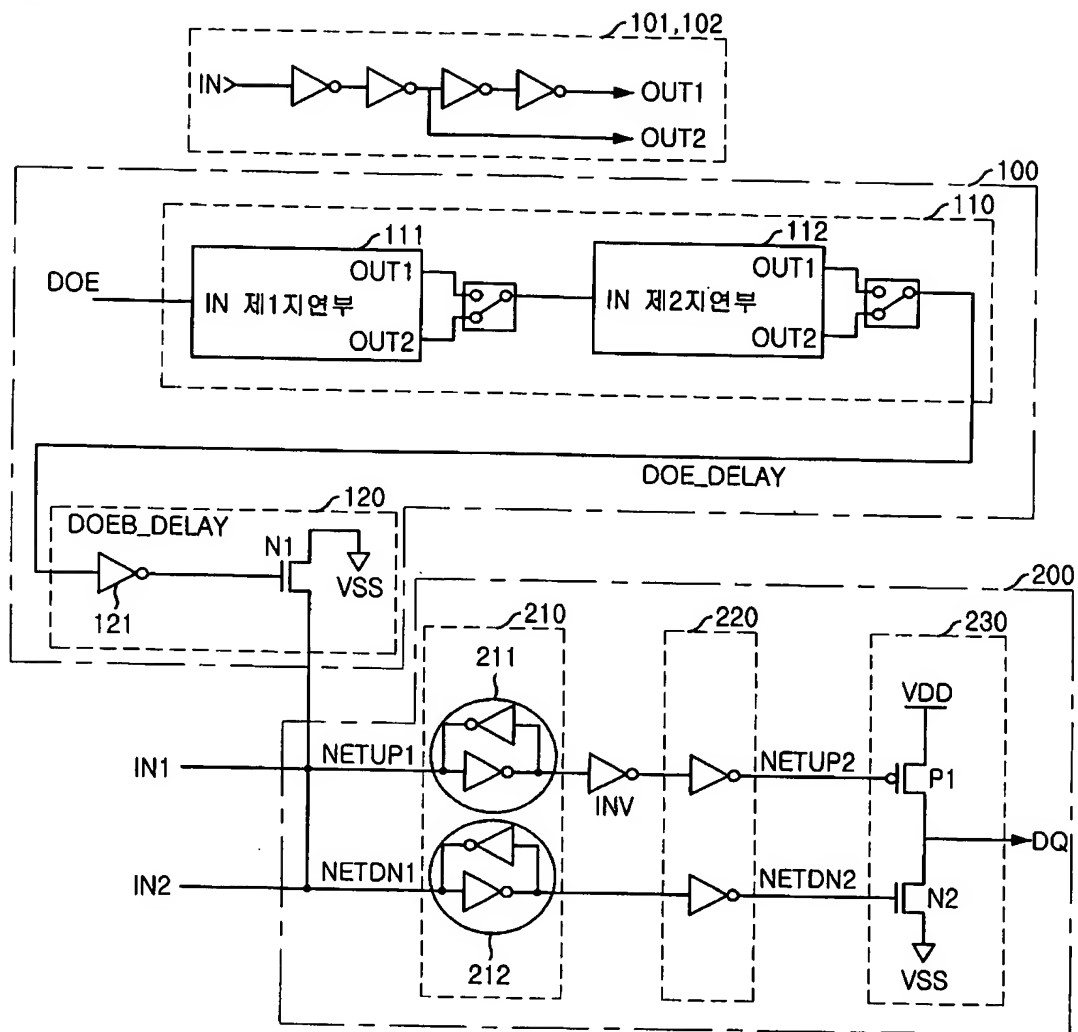 101,102
IN
OUT1
OUT2
100
110
111
112
DOE
IN 제1지연부
OUT1
OUT2
IN 제2지연부
OUT1
OUT2
DOE_DELAY
120
DOEB_DELAY
N1
VSS
121
200
210
220
230
211
VDD
IN1
NETUP1
INV
NETUP2
P1
DQ
IN2
NETDN1
NETDN2
N2
212
VSS